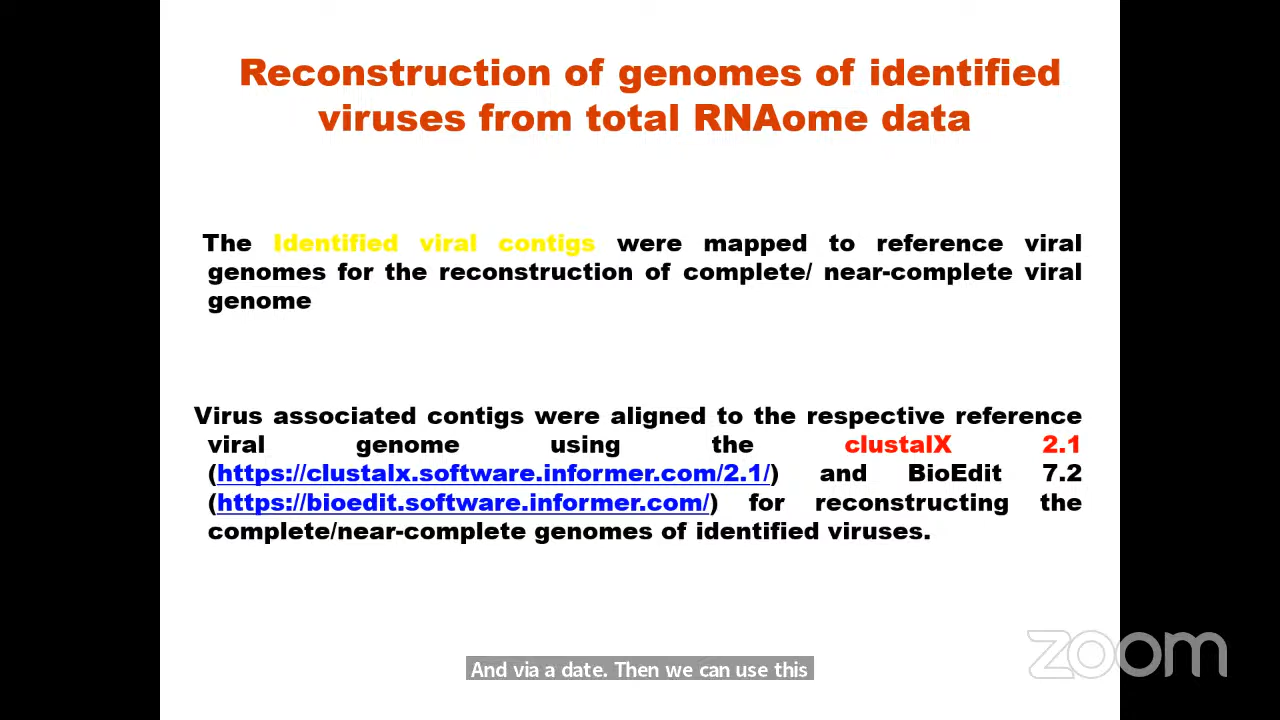 Reconstruction of genomes of identified
viruses from total RNAome data
The Identified viral contigs were mapped to reference viral
genomes for the reconstruction of complete/ near-complete viral
genome
Virus associated contigs were aligned to the respective reference
viral genome using the clustalX 2.1
(https://clustalx.software.informer.com/2.1/) and BioEdit 7.2
(https://bioedit.software.informer.com/) for reconstructing the
complete/near-complete genomes of identified viruses.
zoom
And via a date. Then we can use this